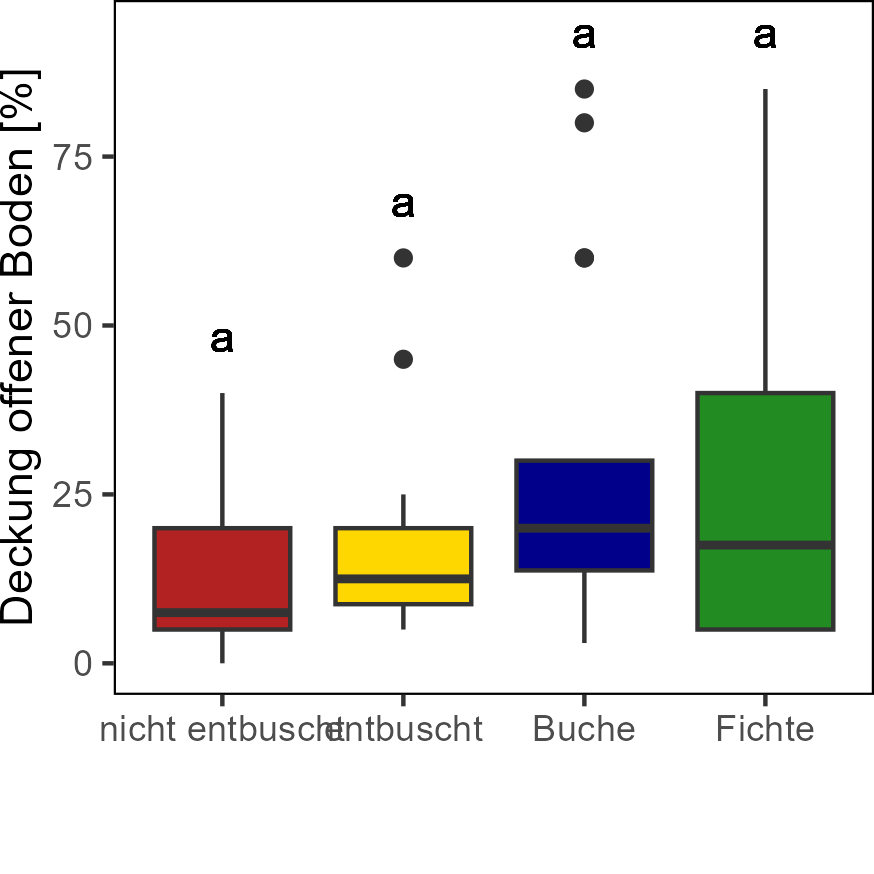 Deckung offener Boden [%]
75
50
25
0
a
a
a
a
nicht entbuscht
entbuscht
Buche
Fichte